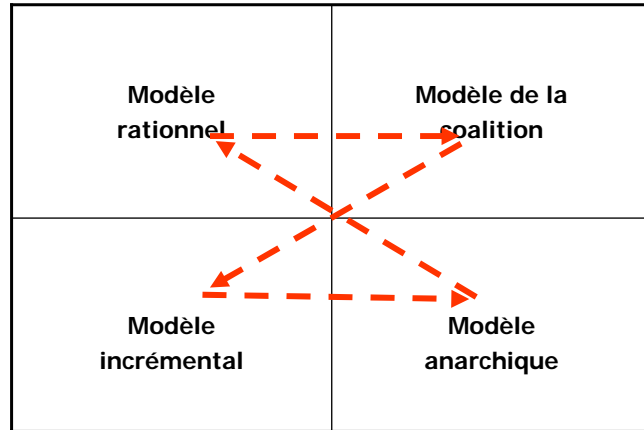 Modèle
rationnel
Modèle de la
coalition
Modèle
incrémental
Modèle
anarchique